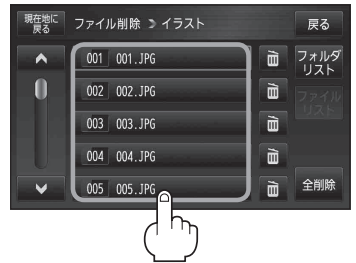 現在地に
戻る
ファイル削除 イラスト
戻る
001 001.JPG
002 002.JPG
003 003.JPG
004 004.JPG
005 005.JPG
フォルダ
リスト
ファイル
リスト
全削除